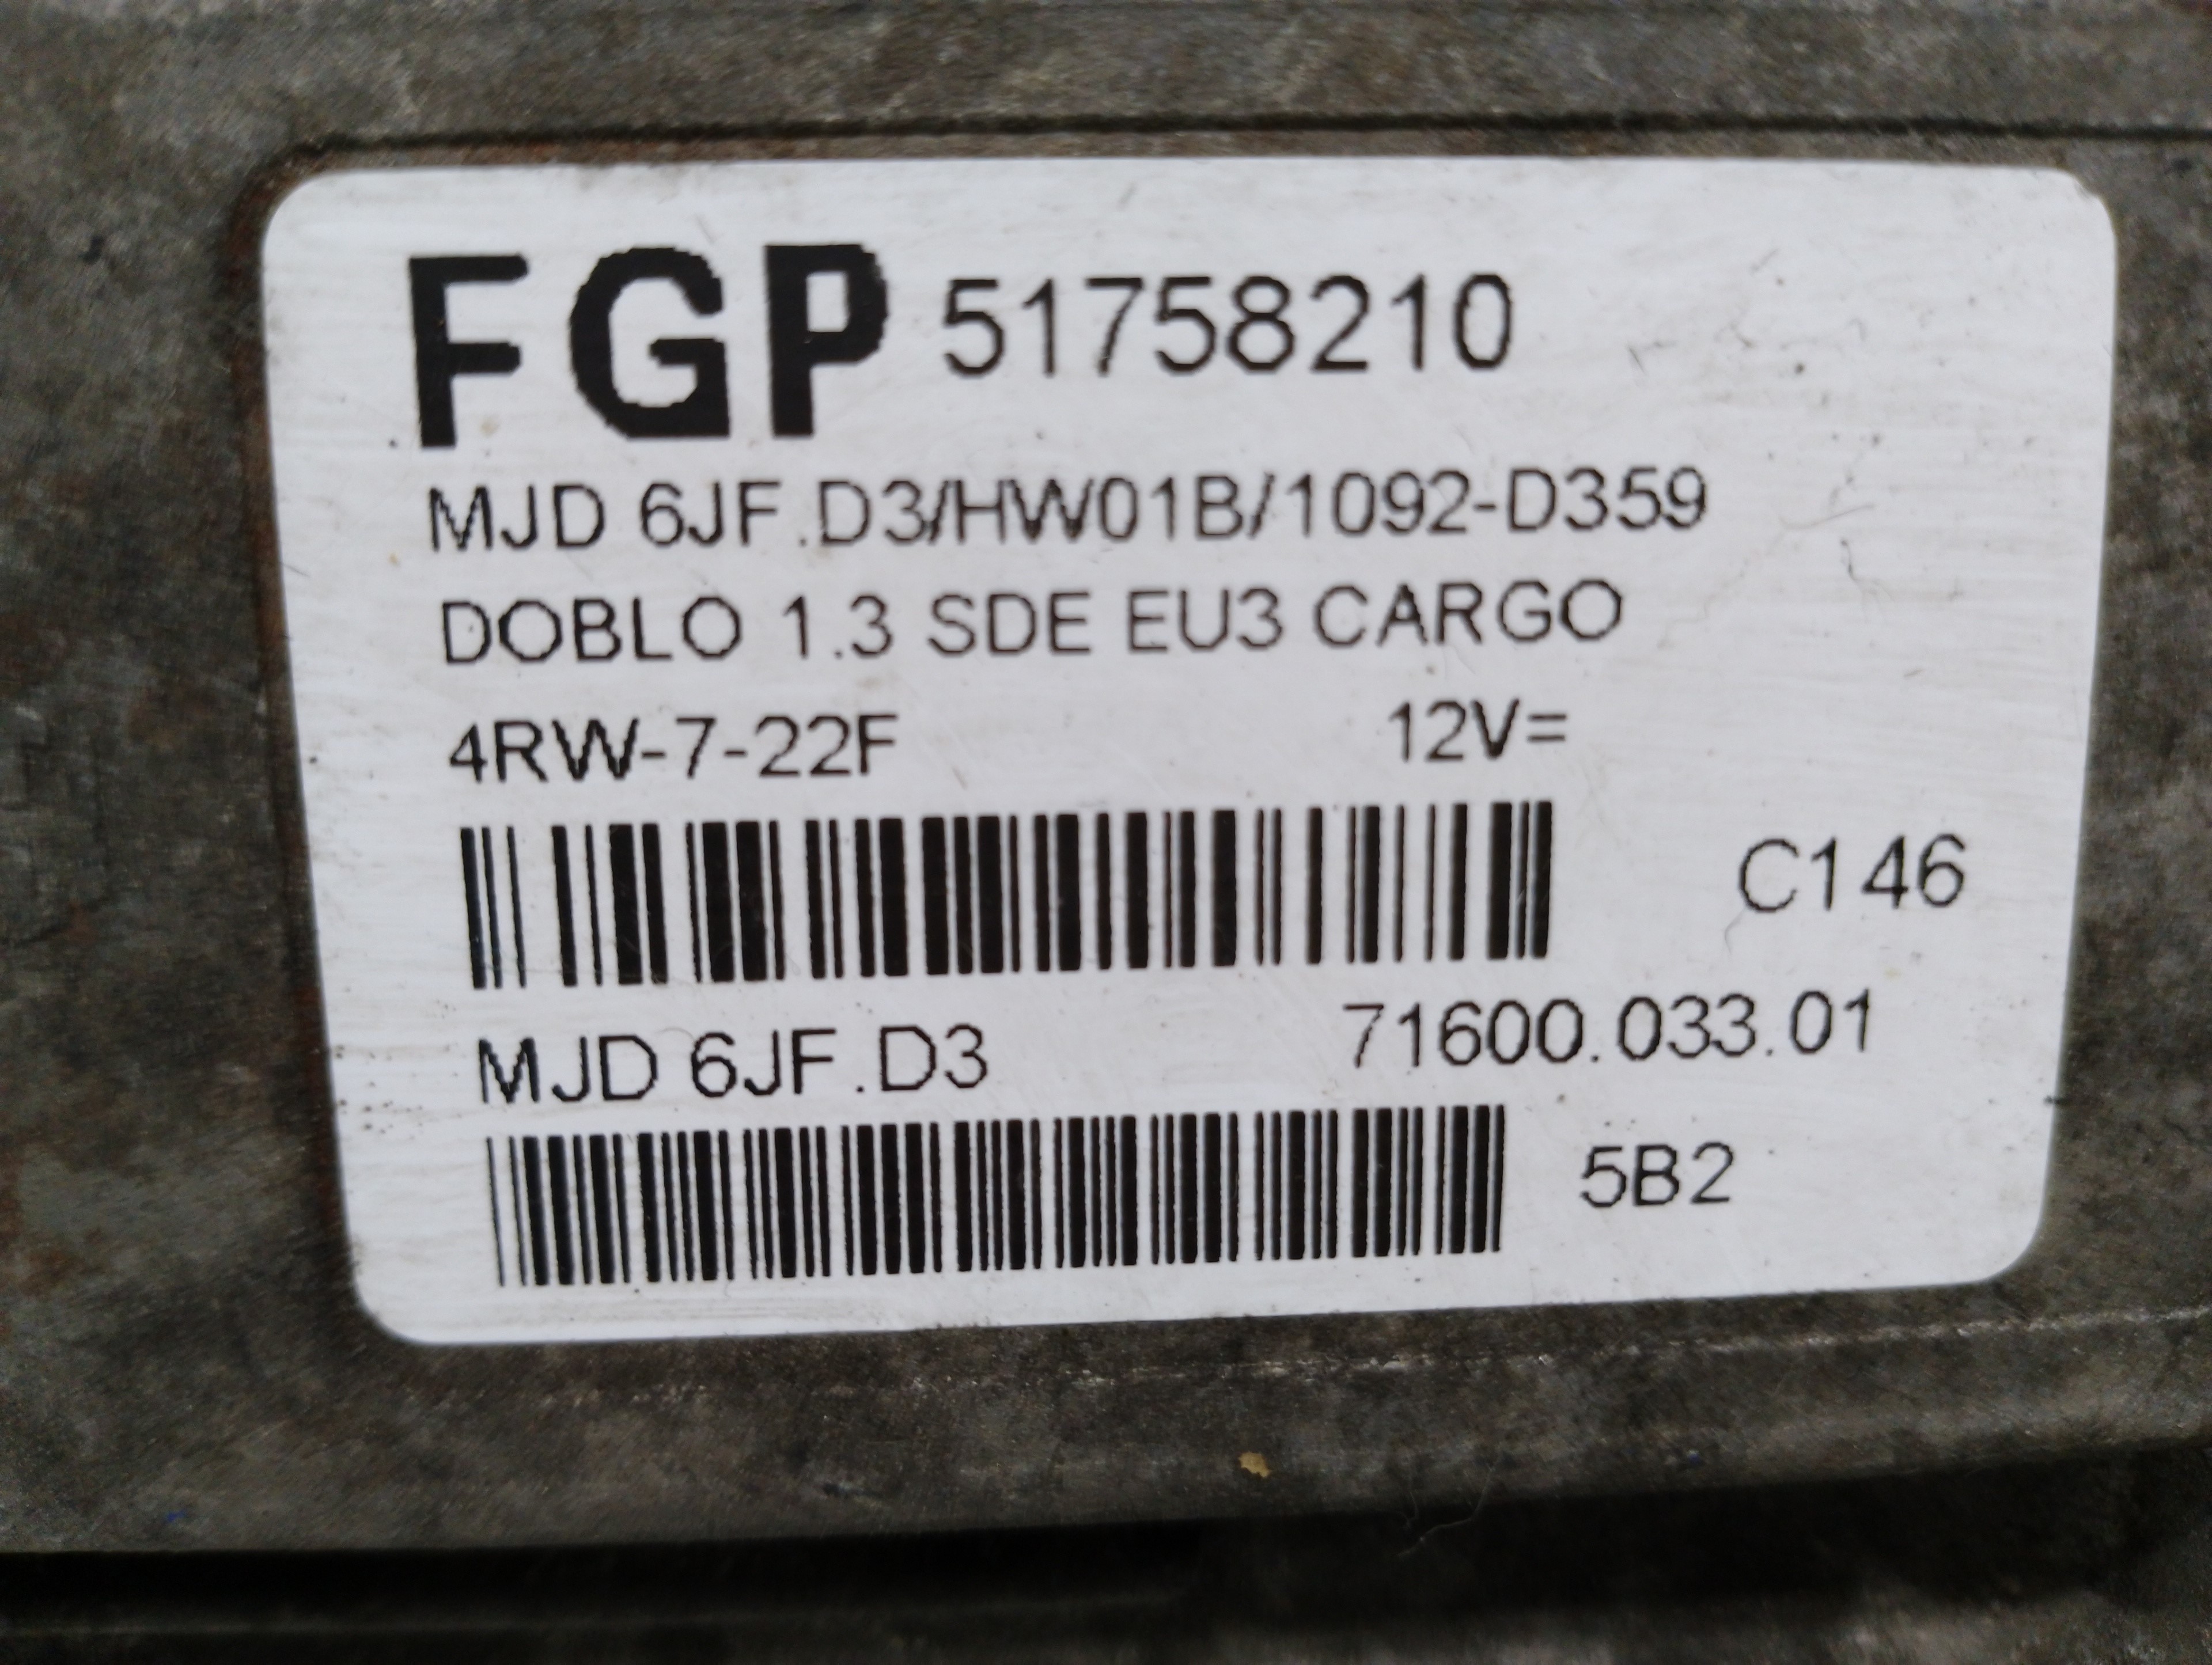 FGP 51758210
MJD 6JF.D3/HW01B/1092-D359
DOBLO 1.3 SDE EU3 CARGO
4RW-7-22F 12V=
C146
MJD 6JF.D3 71600.033.01
5B2